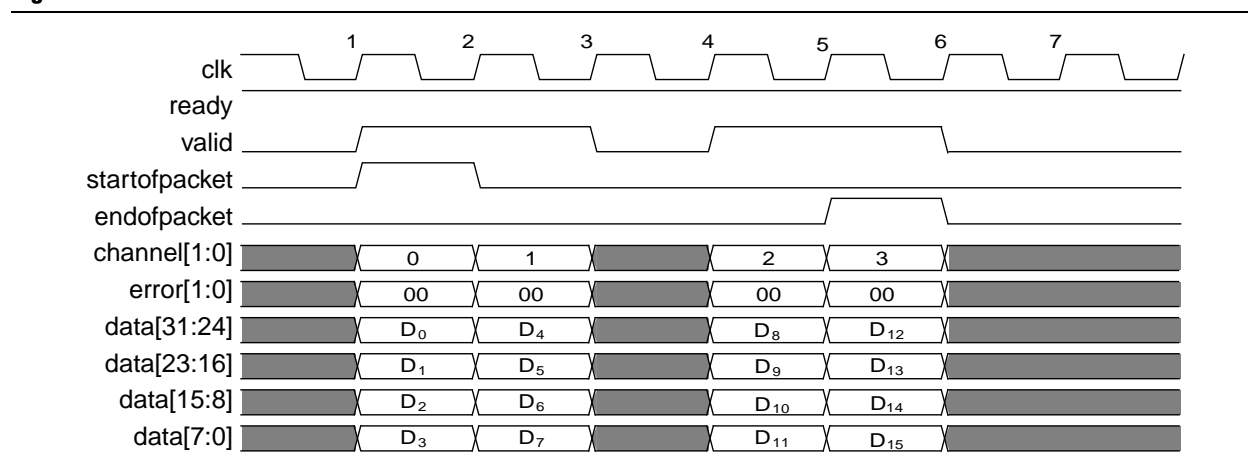 1 2 3 4 5 6 7
clk
ready
valid
startofpacket
endofpacket
channel[1:0] 0 1 2 3
error[1:0] 00 00 00 00
data[31:24] D₀ D₄ D₈ D₁₂
data[23:16] D₁ D₅ D₉ D₁₃
data[15:8] D₂ D₆ D₁₀ D₁₄
data[7:0] D₃ D₇ D₁₁ D₁₅